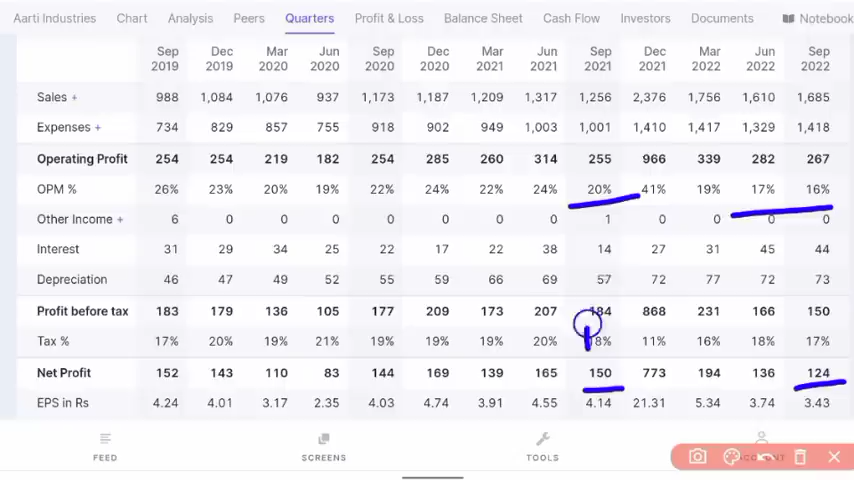 Aarti Industries Chart Analysis Peers Quarters Profit & Loss Balance Sheet Cash Flow Investors Documents Notebook
Sep 2019 Dec 2019 Mar 2020 Jun 2020 Sep 2020 Dec 2020 Mar 2021 Jun 2021 Sep 2021 Dec 2021 Mar 2022 Jun 2022 Sep 2022
Sales + 988 1,084 1,076 937 1,173 1,187 1,209 1,317 1,256 2,376 1,756 1,610 1,685
Expenses + 734 829 857 755 918 902 949 1,003 1,001 1,410 1,417 1,329 1,418
Operating Profit 254 254 219 182 254 285 260 314 255 966 339 282 267
OPM % 26% 23% 20% 19% 22% 24% 22% 24% 20% 41% 19% 17% 16%
Other Income + 6 0 0 0 0 0 0 0 1 0 0 0 0
Interest 31 29 34 25 22 17 22 38 14 27 31 45 44
Depreciation 46 47 49 52 55 59 66 69 57 72 77 72 73
Profit before tax 183 179 136 105 177 209 173 207 184 868 231 166 150
Tax % 17% 20% 19% 21% 19% 19% 19% 20% 18% 11% 16% 18% 17%
Net Profit 152 143 110 83 144 169 139 165 150 773 194 136 124
EPS in Rs 4.24 4.01 3.17 2.35 4.03 4.74 3.91 4.55 4.14 21.31 5.34 3.74 3.43
FEED SCREENS TOOLS